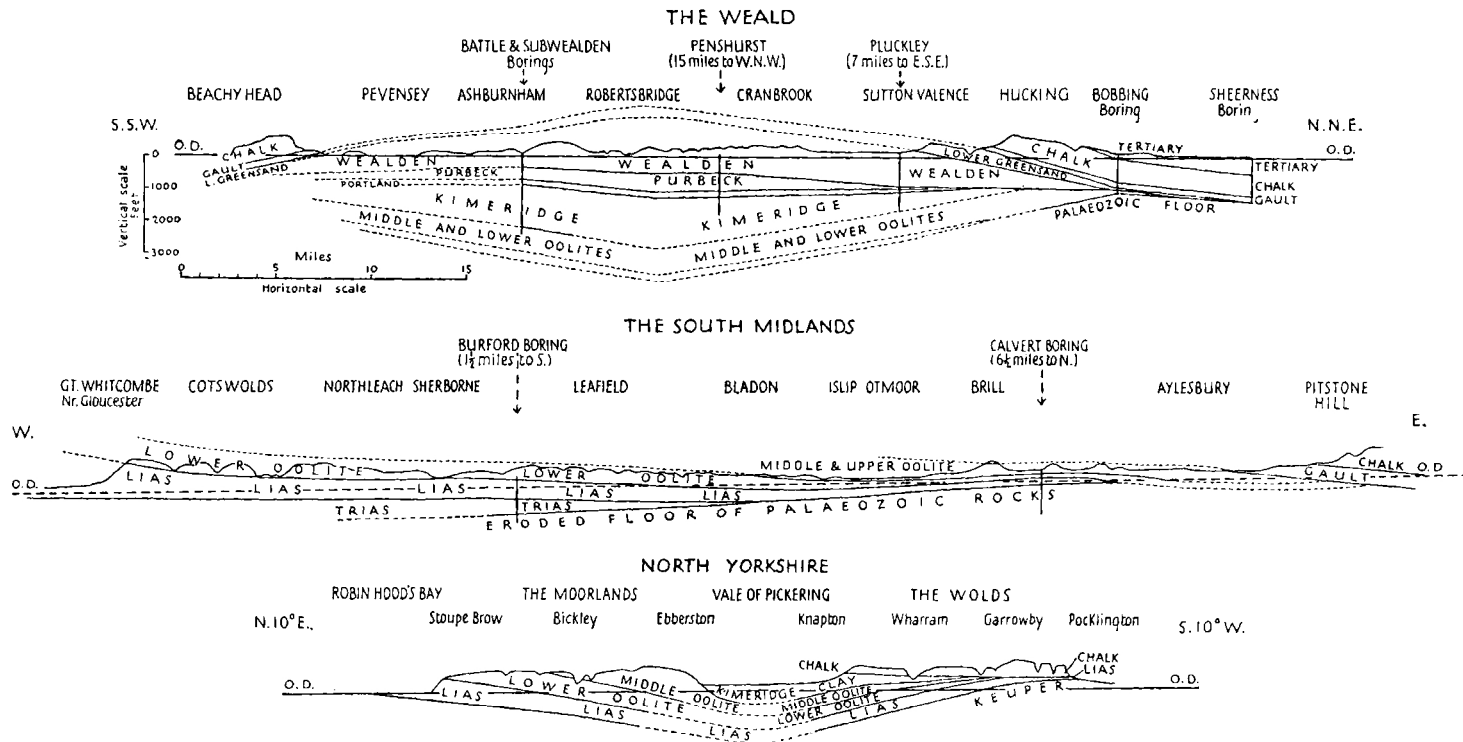 THE WEALD
BATTLE & SUBWEALDEN
Borings
PENSHURST
(15 miles to W.N.W.)
PLUCKLEY
(7 miles to E.S.E.)
BEACHY HEAD PEVENSEY ASHBURNHAM ROBERTSBRIDGE CRANBROOK SUTTON VALENCE HUCKING BOBBING
Boring
SHEERNESS
Borin
S.S.W. N.N.E.
O.D. O.D.
CHALK
GAULT
L. GREENSAND
WEALDEN WEALDEN WEALDEN
LOWER GREENSAND
CHALK
TERTIARY
TERTIARY
CHALK
GAULT
PURBECK PURBECK
PORTLAND
KIMERIDGE KIMERIDGE
MIDDLE AND LOWER OOLITES MIDDLE AND LOWER OOLITES
PALAEOZOIC FLOOR
Vertical scale
Feet
0
1000
2000
3000
Miles
0 5 10 15
Horizontal scale
THE SOUTH MIDLANDS
BURFORD BORING
(1½ miles to S.)
CALVERT BORING
(6½ miles to N.)
GT. WHITCOMBE
Nr. Gloucester
COTSWOLDS NORTHLEACH SHERBORNE LEAFIELD BLADON ISLIP OTMOOR BRILL AYLESBURY PITSTONE
HILL
W. E.
LOWER OOLITE LOWER OOLITE MIDDLE & UPPER OOLITE
CHALK O.D
GAULT
O.D. LIAS LIAS LIAS LIAS LIAS
TRIAS TRIAS
ERODED FLOOR OF PALAEOZOIC ROCKS
NORTH YORKSHIRE
ROBIN HOOD'S BAY THE MOORLANDS VALE OF PICKERING THE WOLDS
N.10°E. Stoupe Brow Bickley Ebberston Knapton Wharram Garrowby Pocklington S.10°W.
CHALK
CHALK
LIAS
O.D. O.D.
LIAS LOWER OOLITE MIDDLE OOLITE KIMERIDGE CLAY
MIDDLE OOLITE
LOWER OOLITE
LIAS LIAS LIAS KEUPER